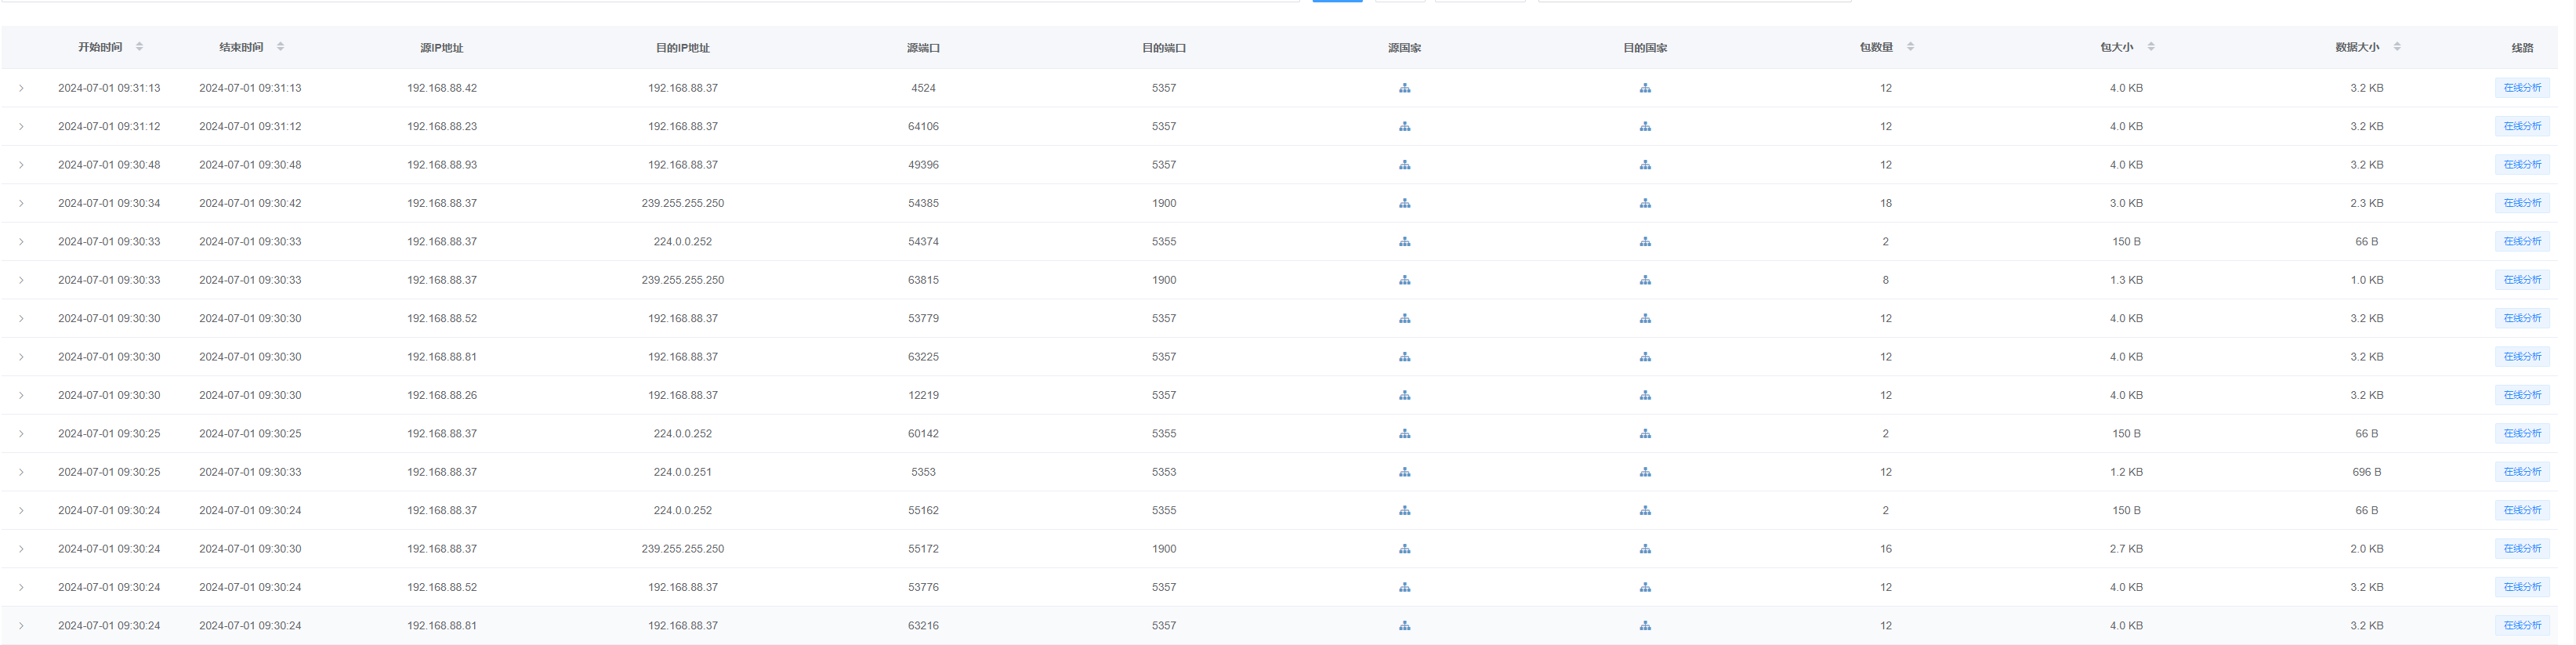 开始时间 结束时间 源IP地址 目的IP地址 源端口 目的端口 源国家 目的国家 包数量 包大小 数据大小 线路
2024-07-01 09:31:13 2024-07-01 09:31:13 192.168.88.42 192.168.88.37 4524 5357 12 4.0 KB 3.2 KB 在线分析
2024-07-01 09:31:12 2024-07-01 09:31:12 192.168.88.23 192.168.88.37 64106 5357 12 4.0 KB 3.2 KB 在线分析
2024-07-01 09:30:48 2024-07-01 09:30:48 192.168.88.93 192.168.88.37 49396 5357 12 4.0 KB 3.2 KB 在线分析
2024-07-01 09:30:34 2024-07-01 09:30:42 192.168.88.37 239.255.255.250 54385 1900 18 3.0 KB 2.3 KB 在线分析
2024-07-01 09:30:33 2024-07-01 09:30:33 192.168.88.37 224.0.0.252 54374 5355 2 150 B 66 B 在线分析
2024-07-01 09:30:33 2024-07-01 09:30:33 192.168.88.37 239.255.255.250 63815 1900 8 1.3 KB 1.0 KB 在线分析
2024-07-01 09:30:30 2024-07-01 09:30:30 192.168.88.52 192.168.88.37 53779 5357 12 4.0 KB 3.2 KB 在线分析
2024-07-01 09:30:30 2024-07-01 09:30:30 192.168.88.81 192.168.88.37 63225 5357 12 4.0 KB 3.2 KB 在线分析
2024-07-01 09:30:30 2024-07-01 09:30:30 192.168.88.26 192.168.88.37 12219 5357 12 4.0 KB 3.2 KB 在线分析
2024-07-01 09:30:25 2024-07-01 09:30:25 192.168.88.37 224.0.0.252 60142 5355 2 150 B 66 B 在线分析
2024-07-01 09:30:25 2024-07-01 09:30:33 192.168.88.37 224.0.0.251 5353 5353 12 1.2 KB 696 B 在线分析
2024-07-01 09:30:24 2024-07-01 09:30:24 192.168.88.37 224.0.0.252 55162 5355 2 150 B 66 B 在线分析
2024-07-01 09:30:24 2024-07-01 09:30:30 192.168.88.37 239.255.255.250 55172 1900 16 2.7 KB 2.0 KB 在线分析
2024-07-01 09:30:24 2024-07-01 09:30:24 192.168.88.52 192.168.88.37 53776 5357 12 4.0 KB 3.2 KB 在线分析
2024-07-01 09:30:24 2024-07-01 09:30:24 192.168.88.81 192.168.88.37 63216 5357 12 4.0 KB 3.2 KB 在线分析